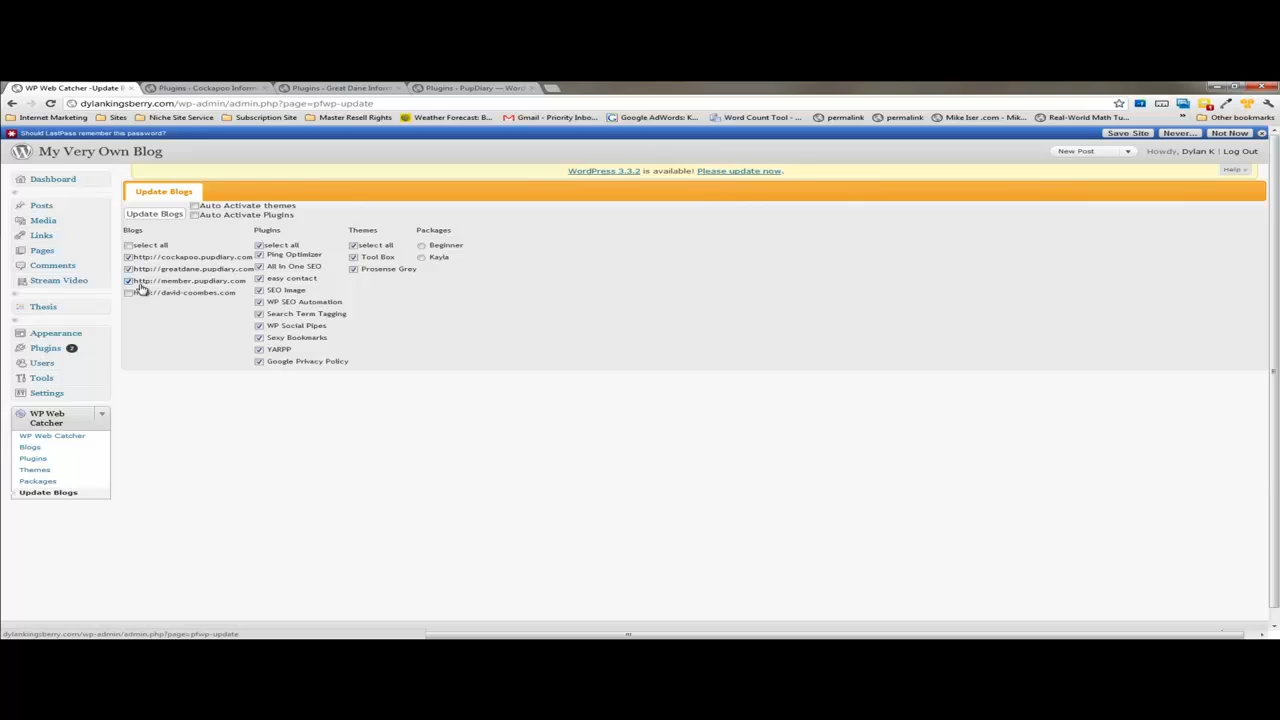 WP Web Catcher -Update B
Plugins - Cockapoo Inform
Plugins - Great Dane Inform
Plugins - PupDiary — Wor
dylankingsberry.com/wp-admin/admin.php?page=pfwp-update
Internet Marketing
Sites
Niche Site Service
Subscription Site
Master Resell Rights
Weather Forecast: B...
Gmail - Priority Inbo...
Google AdWords: K...
Word Count Tool - ...
permalink
permalink
Mike Iser .com - Mik...
Real-World Math Tu...
Other bookmarks
Should LastPass remember this password?
Save Site
Never...
Not Now
My Very Own Blog
New Post
Howdy, Dylan K | Log Out
WordPress 3.3.2 is available! Please update now.
Help
Dashboard
Posts
Media
Links
Pages
Comments
Stream Video
Thesis
Appearance
Plugins 2
Users
Tools
Settings
WP Web
Catcher
WP Web Catcher
Blogs
Plugins
Themes
Packages
Update Blogs
Update Blogs
Update Blogs
Auto Activate themes
Auto Activate Plugins
Blogs
select all
http://cockapoo.pupdiary.com
http://greatdane.pupdiary.com
http://member.pupdiary.com
http://david-coombes.com
Plugins
select all
Ping Optimizer
All In One SEO
easy contact
SEO Image
WP SEO Automation
Search Term Tagging
WP Social Pipes
Sexy Bookmarks
YARPP
Google Privacy Policy
Themes
select all
Tool Box
Prosense Grey
Packages
Beginner
Kayla
dylankingsberry.com/wp-admin/admin.php?page=pfwp-update